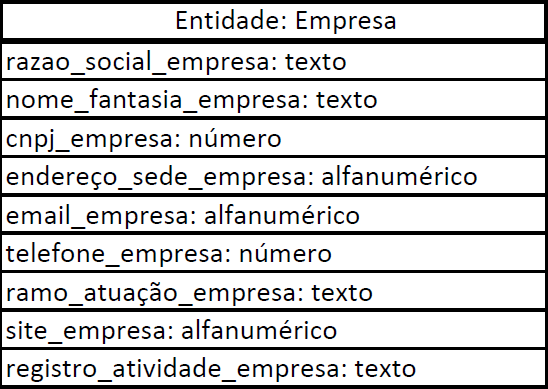 Entidade: Empresa
razao_social_empresa: texto
nome_fantasia_empresa: texto
cnpj_empresa: número
endereço_sede_empresa: alfanumérico
email_empresa: alfanumérico
telefone_empresa: número
ramo_atuação_empresa: texto
site_empresa: alfanumérico
registro_atividade_empresa: texto